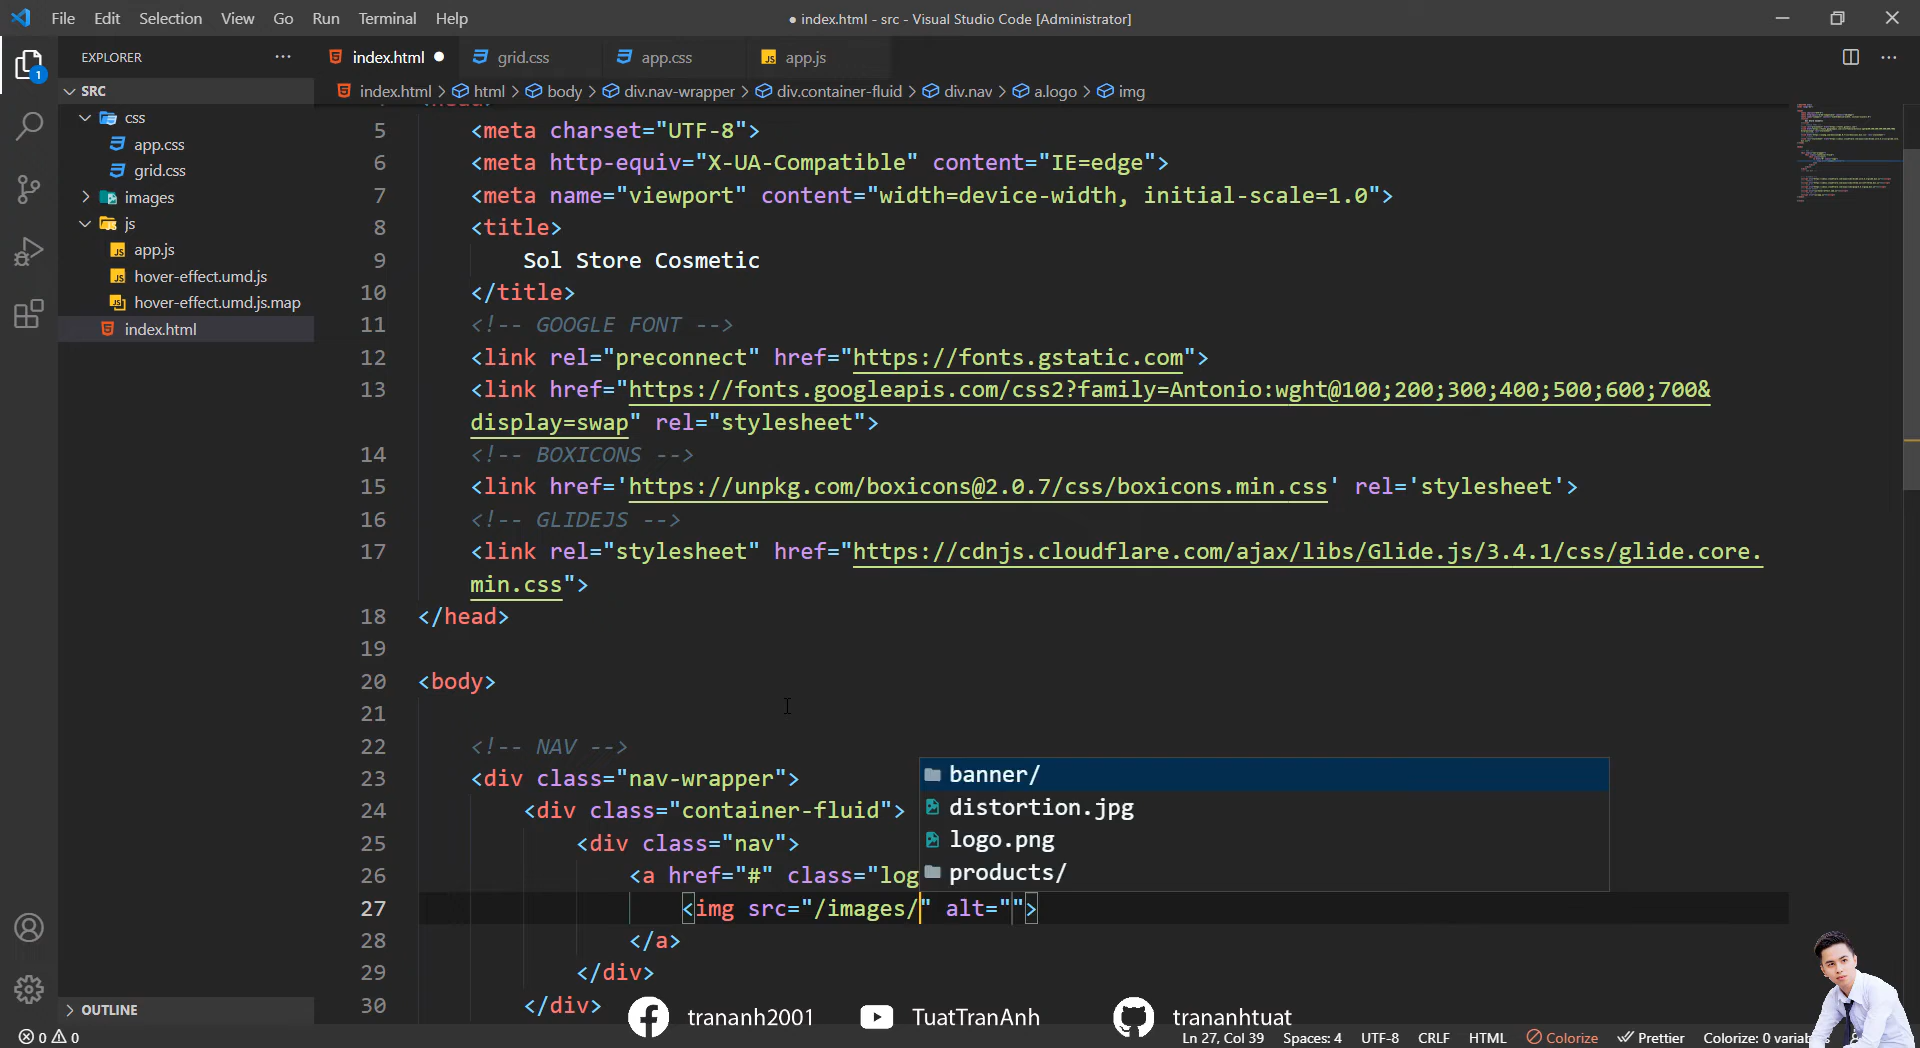 File Edit Selection View Go Run Terminal Help
● index.html - src - Visual Studio Code [Administrator]
EXPLORER
index.html grid.css app.css app.js
SRC
index.html > html > body > div.nav-wrapper > div.container-fluid > div.nav > a.logo > img
css
app.css
grid.css
images
js
app.js
hover-effect.umd.js
hover-effect.umd.js.map
index.html
5 <meta charset="UTF-8">
6 <meta http-equiv="X-UA-Compatible" content="IE=edge">
7 <meta name="viewport" content="width=device-width, initial-scale=1.0">
8 <title>
9 Sol Store Cosmetic
10 </title>
11 <!-- GOOGLE FONT -->
12 <link rel="preconnect" href="https://fonts.gstatic.com">
13 <link href="https://fonts.googleapis.com/css2?family=Antonio:wght@100;200;300;400;500;600;700&
display=swap" rel="stylesheet">
14 <!-- BOXICONS -->
15 <link href='https://unpkg.com/boxicons@2.0.7/css/boxicons.min.css' rel='stylesheet'>
16 <!-- GLIDEJS -->
17 <link rel="stylesheet" href="https://cdnjs.cloudflare.com/ajax/libs/Glide.js/3.4.1/css/glide.core.
min.css">
18 </head>
19
20 <body>
21
22 <!-- NAV -->
23 <div class="nav-wrapper">
24 <div class="container-fluid">
25 <div class="nav">
26 <a href="#" class="log
27 <img src="/images/" alt="">
28 </a>
29 </div>
30 </div>
banner/
distortion.jpg
logo.png
products/
OUTLINE
trananh2001 TuatTranAnh trananhtuat
0 0 Ln 27, Col 39 Spaces: 4 UTF-8 CRLF HTML Colorize Prettier Colorize: 0 variab